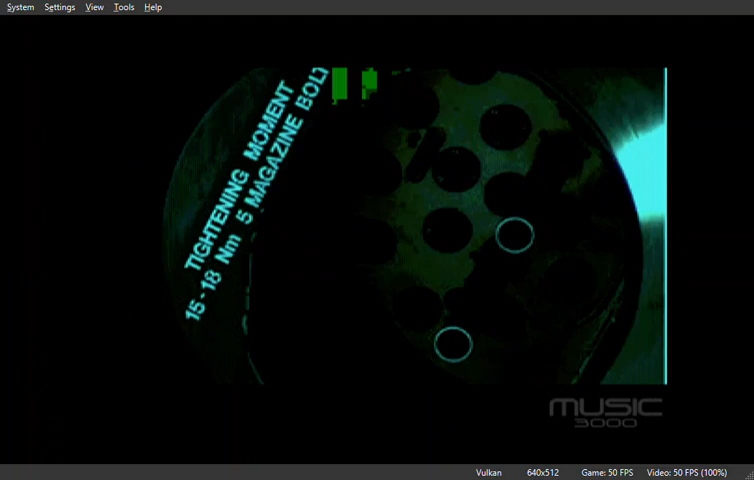 System Settings View Tools Help
TIGHTENING MOMENT
15-18 Nm 5 MAGAZINE BOLT
MUSIC
3000
Vulkan 640x512 Game: 50 FPS Video: 50 FPS (100%)